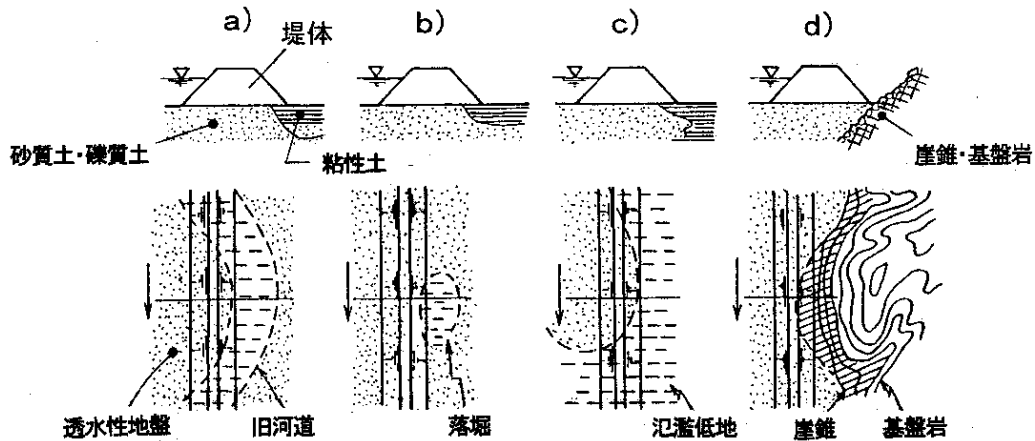 a)
b)
c)
d)
堤体
砂質土・礫質土
粘性土
崖錐・基盤岩
透水性地盤
旧河道
落堀
氾濫低地
崖錐
基盤岩